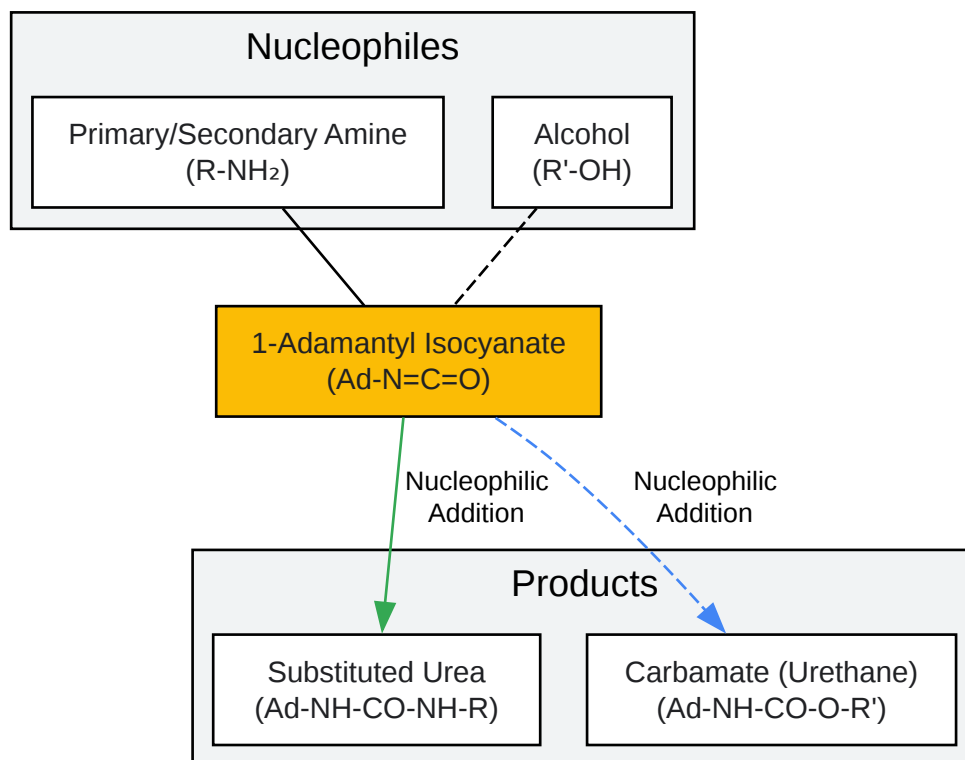 Nucleophiles
Primary/Secondary Amine
(R-NH₂)
Alcohol
(R'-OH)
1-Adamantyl Isocyanate
(Ad-N=C=O)
Nucleophilic
Addition
Nucleophilic
Addition
Products
Substituted Urea
(Ad-NH-CO-NH-R)
Carbamate (Urethane)
(Ad-NH-CO-O-R')